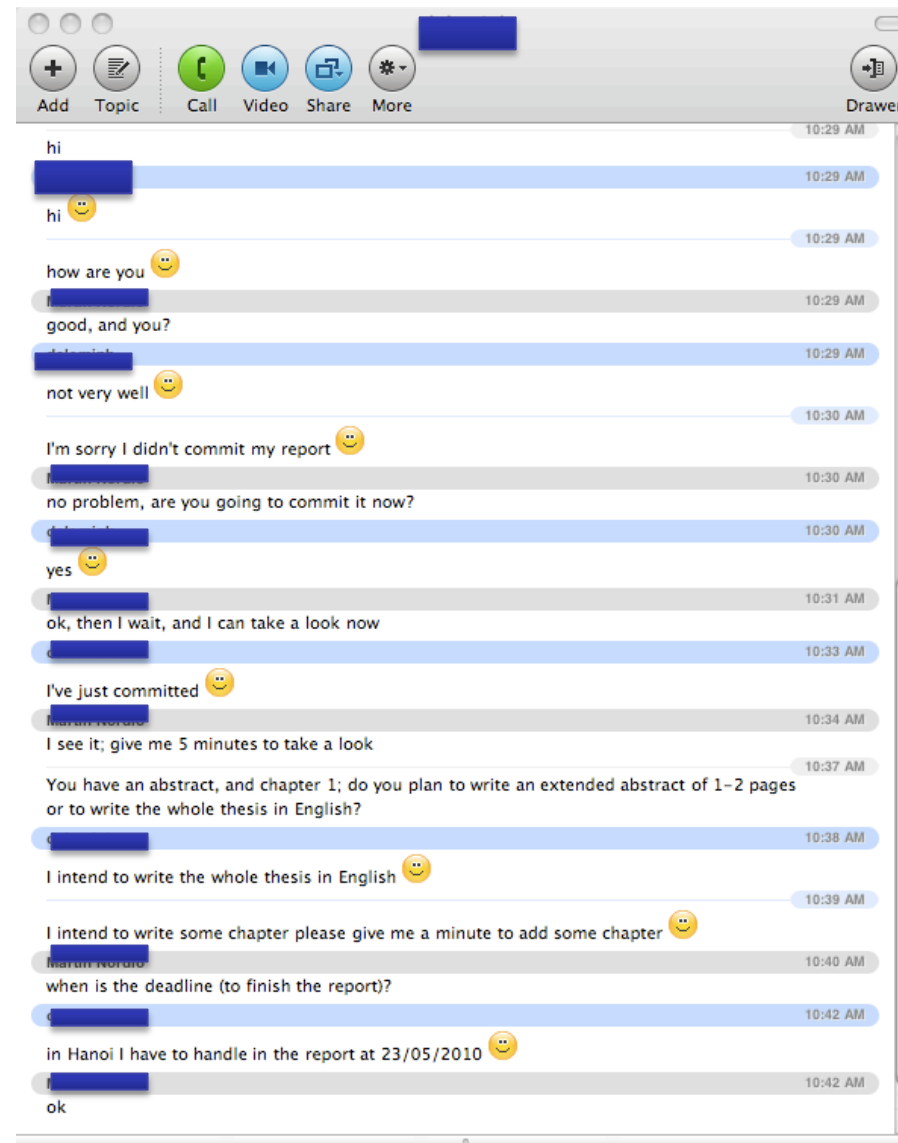 Add Topic Call Video Share More Drawer
10:29 AM
hi
10:29 AM
hi
10:29 AM
how are you
10:29 AM
good, and you?
10:29 AM
not very well
10:30 AM
I'm sorry I didn't commit my report
10:30 AM
no problem, are you going to commit it now?
10:30 AM
yes
10:31 AM
ok, then I wait, and I can take a look now
10:33 AM
I've just committed
10:34 AM
I see it; give me 5 minutes to take a look
10:37 AM
You have an abstract, and chapter 1; do you plan to write an extended abstract of 1-2 pages
or to write the whole thesis in English?
10:38 AM
I intend to write the whole thesis in English
10:39 AM
I intend to write some chapter please give me a minute to add some chapter
10:40 AM
when is the deadline (to finish the report)?
10:42 AM
in Hanoi I have to handle in the report at 23/05/2010
10:42 AM
ok